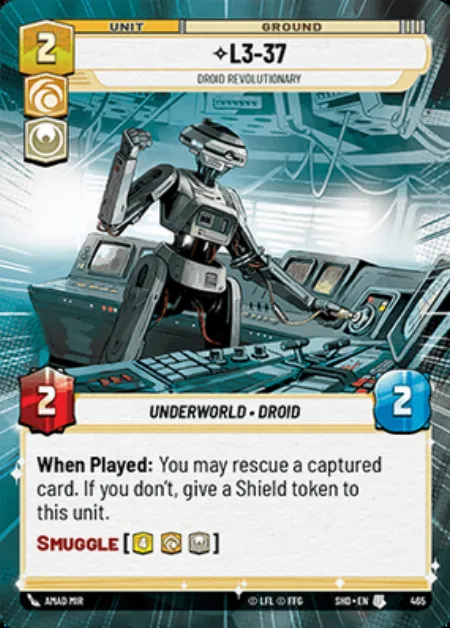 2
UNIT
GROUND
L3-37
DROID REVOLUTIONARY
2
UNDERWORLD • DROID
2
When Played: You may rescue a captured
card. If you don't, give a Shield token to
this unit.
SMUGGLE [4]
AMAD MIR
© LFL © FFG
SHD • EN
465